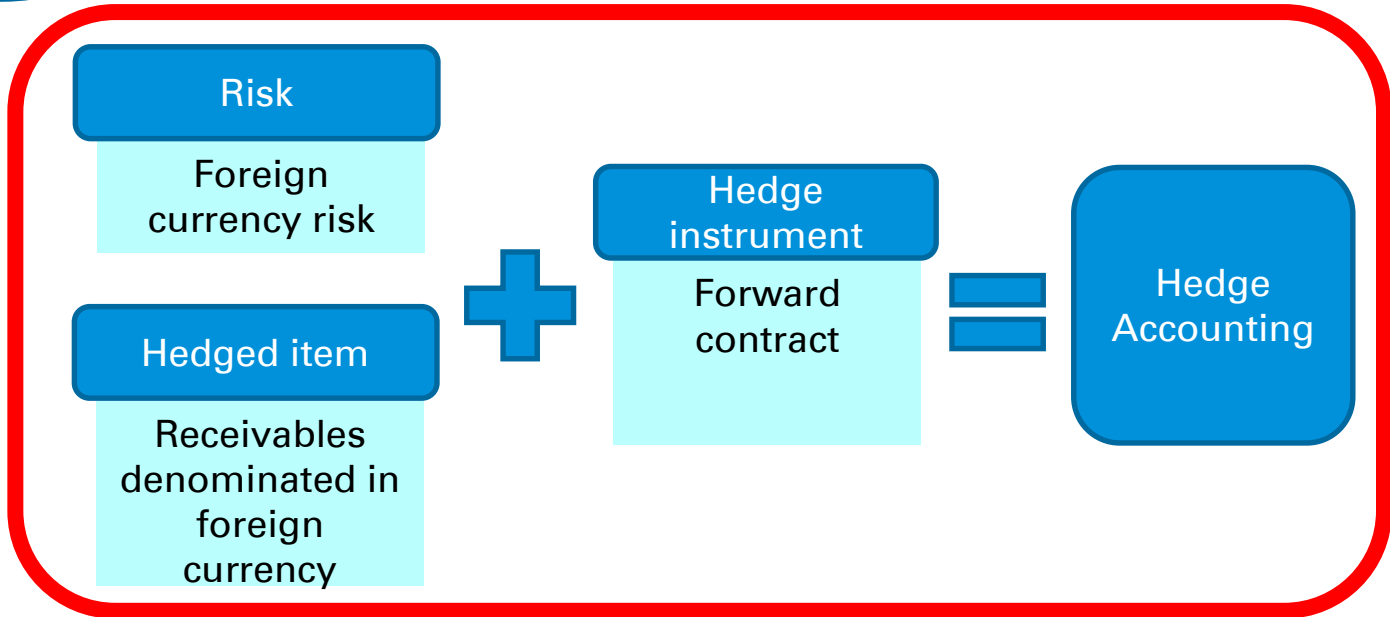 Risk
Foreign
currency risk
Hedged item
Receivables
denominated in
foreign
currency
Hedge
instrument
Forward
contract
Hedge
Accounting